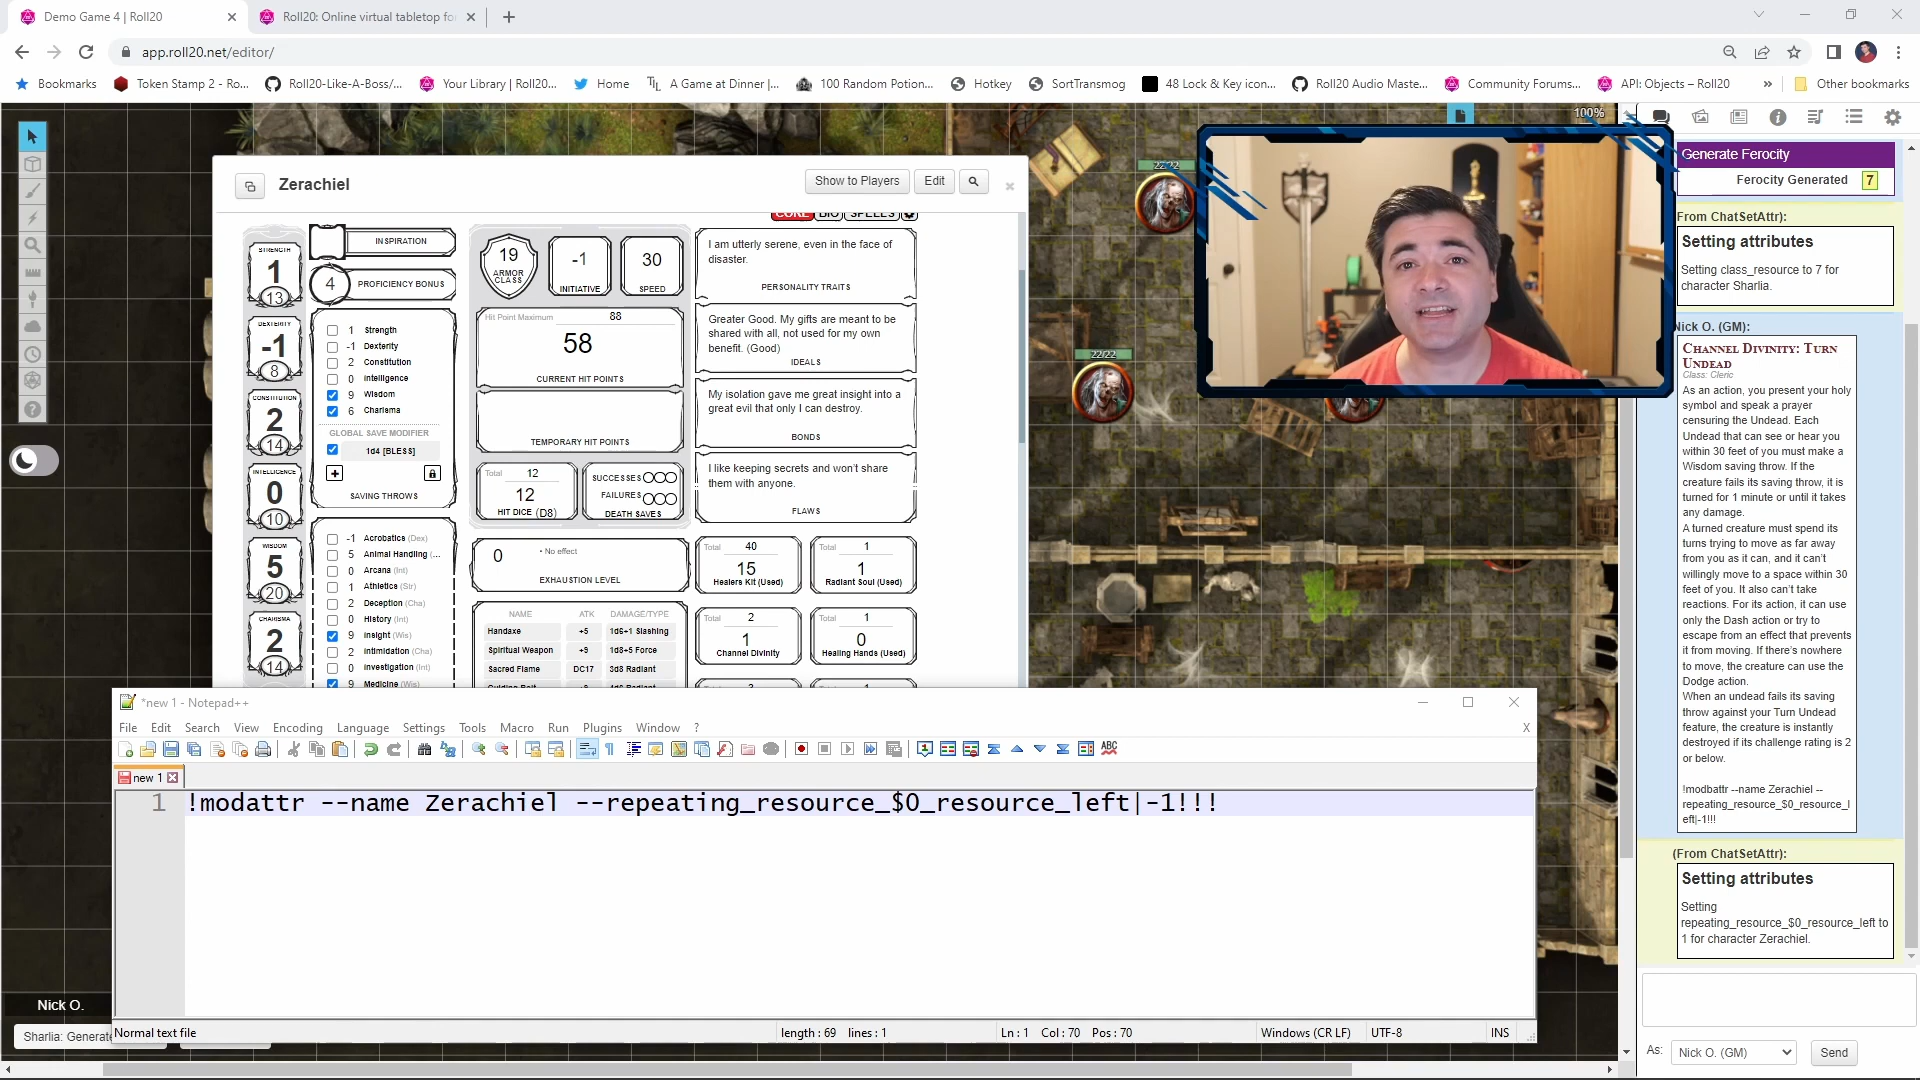 Demo Game 4 | Roll20
Roll20: Online virtual tabletop for
app.roll20.net/editor/
Bookmarks
Token Stamp 2 - Ro...
Roll20-Like-A-Boss/...
Your Library | Roll20...
Home
A Game at Dinner |...
100 Random Potion...
Hotkey
SortTransmog
48 Lock & Key icon...
Roll20 Audio Maste...
Community Forums...
API: Objects – Roll20
»
Other bookmarks
100%
Zerachiel
Show to Players
Edit
CORE
BIO
SPELLS
STRENGTH
1
13
DEXTERITY
-1
8
CONSTITUTION
2
14
INTELLIGENCE
0
10
WISDOM
5
20
CHARISMA
2
14
INSPIRATION
4
PROFICIENCY BONUS
1 Strength
-1 Dexterity
2 Constitution
0 Intelligence
9 Wisdom
6 Charisma
GLOBAL SAVE MODIFIER
1d4 [BLESS]
SAVING THROWS
-1 Acrobatics (Dex)
5 Animal Handling (...
0 Arcana (Int)
1 Athletics (Str)
2 Deception (Cha)
0 History (Int)
9 Insight (Wis)
2 Intimidation (Cha)
0 Investigation (Int)
9 Medicine (Wis)
19
ARMOR
CLASS
-1
INITIATIVE
30
SPEED
Hit Point Maximum 88
58
CURRENT HIT POINTS
TEMPORARY HIT POINTS
Total 12
12
HIT DICE (D8)
SUCCESSES
FAILURES
DEATH SAVES
0
• No effect
EXHAUSTION LEVEL
NAME ATK DAMAGE/TYPE
Handaxe +5 1d6+1 Slashing
Spiritual Weapon +9 1d8+5 Force
Sacred Flame DC17 3d8 Radiant
I am utterly serene, even in the face of
disaster.
PERSONALITY TRAITS
Greater Good. My gifts are meant to be
shared with all, not used for my own
benefit. (Good)
IDEALS
My isolation gave me great insight into a
great evil that only I can destroy.
BONDS
I like keeping secrets and won't share
them with anyone.
FLAWS
Total 40
15
Healers Kit (Used)
Total 1
1
Radiant Soul (Used)
Total 2
1
Channel Divinity
Total 1
0
Healing Hands (Used)
22/22
22/22
Generate Ferocity
Ferocity Generated 7
From ChatSetAttr):
Setting attributes
Setting class_resource to 7 for
character Sharlia.
Nick O. (GM):
CHANNEL DIVINITY: TURN
UNDEAD
Class: Cleric
As an action, you present your holy
symbol and speak a prayer
censuring the Undead. Each
Undead that can see or hear you
within 30 feet of you must make a
Wisdom saving throw. If the
creature fails its saving throw, it is
turned for 1 minute or until it takes
any damage.
A turned creature must spend its
turns trying to move as far away
from you as it can, and it can't
willingly move to a space within 30
feet of you. It also can't take
reactions. For its action, it can use
only the Dash action or try to
escape from an effect that prevents
it from moving. If there's nowhere
to move, the creature can use the
Dodge action.
When an undead fails its saving
throw against your Turn Undead
feature, the creature is instantly
destroyed if its challenge rating is 2
or below.
!modbattr --name Zerachiel --
repeating_resource_$0_resource_l
eft|-1!!!
(From ChatSetAttr):
Setting attributes
Setting
repeating_resource_$0_resource_left to
1 for character Zerachiel.
As: Nick O. (GM)
Send
*new 1 - Notepad++
File Edit Search View Encoding Language Settings Tools Macro Run Plugins Window ?
X
new 1
1 !modattr --name Zerachiel --repeating_resource_$0_resource_left|-1!!!
Normal text file
length : 69 lines : 1
Ln : 1 Col : 70 Pos : 70
Windows (CR LF)
UTF-8
INS
Nick O.
Sharlia: Generate